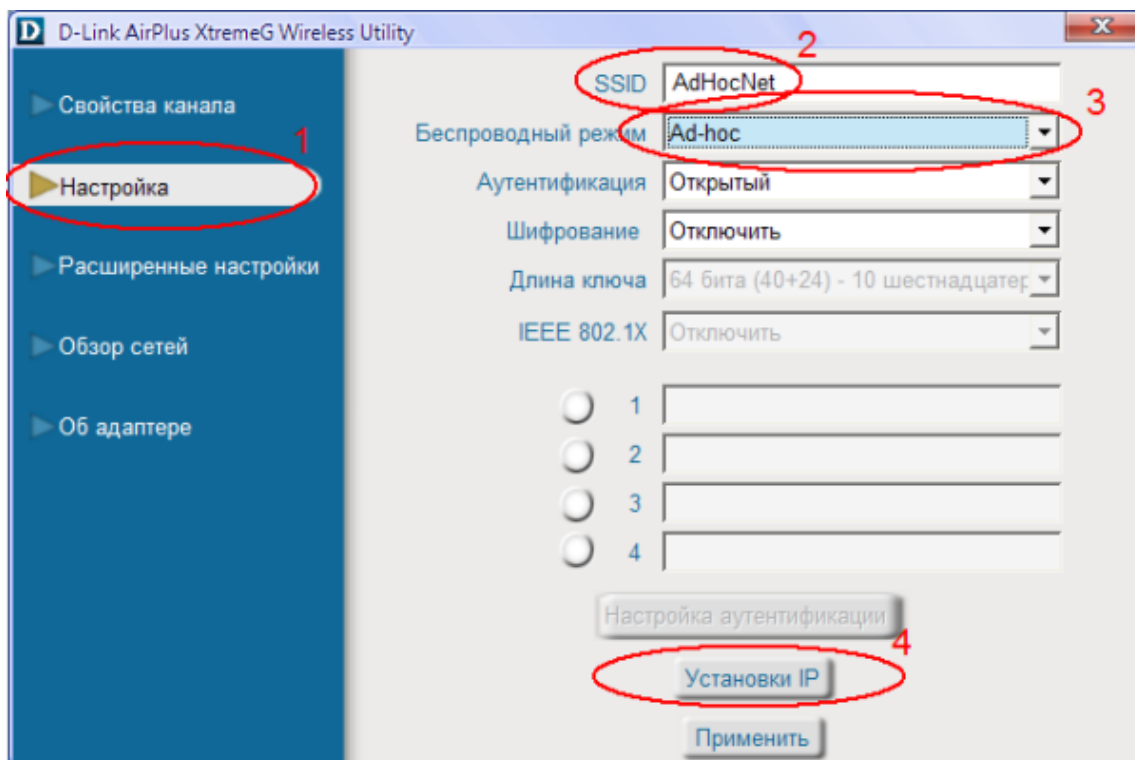 D D-Link AirPlus XtremeG Wireless Utility
2
SSID AdHocNet
3
Свойства канала
Беспроводный режим Ad-hoc
1
Настройка
Аутентификация Открытый
Шифрование Отключить
Расширенные настройки
Длина ключа 64 бита (40+24) - 10 шестнадцатер
IEEE 802.1X Отключить
Обзор сетей
1
Об адаптере
2
3
4
Настройка аутентификации
4
Установки IP
Применить